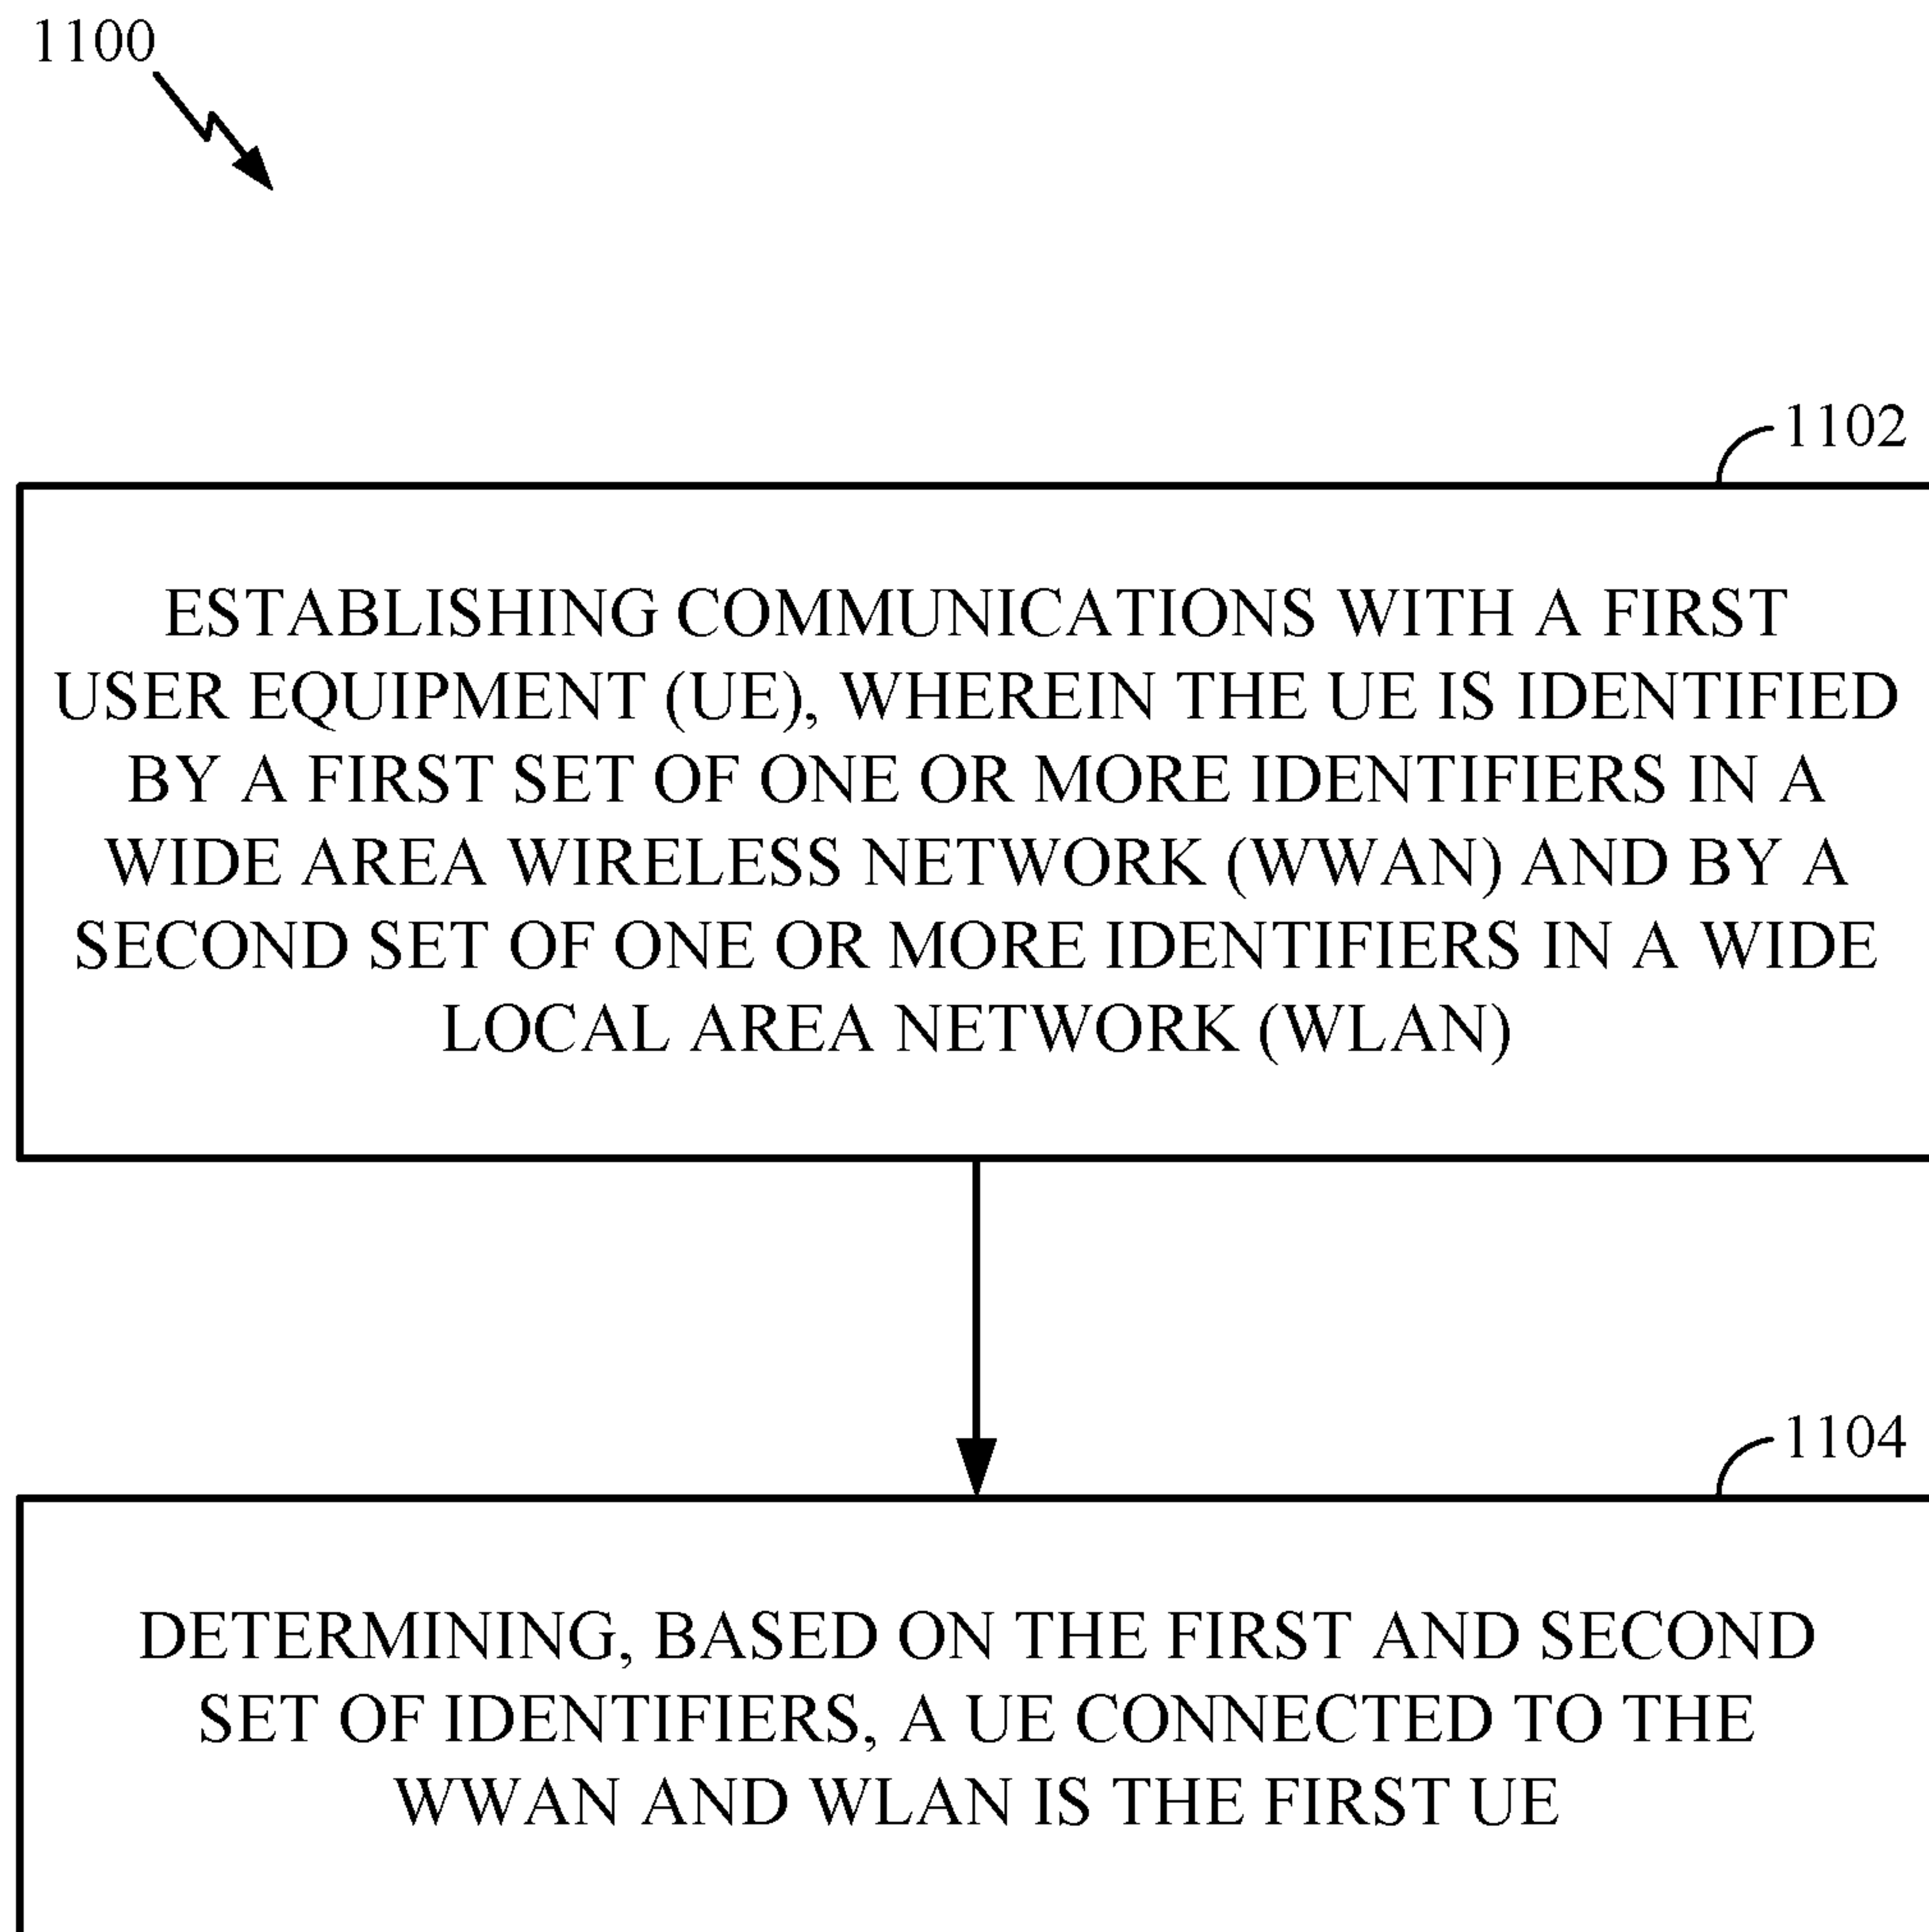 1100
1102
ESTABLISHING COMMUNICATIONS WITH A FIRST
USER EQUIPMENT (UE), WHEREIN THE UE IS IDENTIFIED
BY A FIRST SET OF ONE OR MORE IDENTIFIERS IN A
WIDE AREA WIRELESS NETWORK (WWAN) AND BY A
SECOND SET OF ONE OR MORE IDENTIFIERS IN A WIDE
LOCAL AREA NETWORK (WLAN)
1104
DETERMINING, BASED ON THE FIRST AND SECOND
SET OF IDENTIFIERS, A UE CONNECTED TO THE
WWAN AND WLAN IS THE FIRST UE